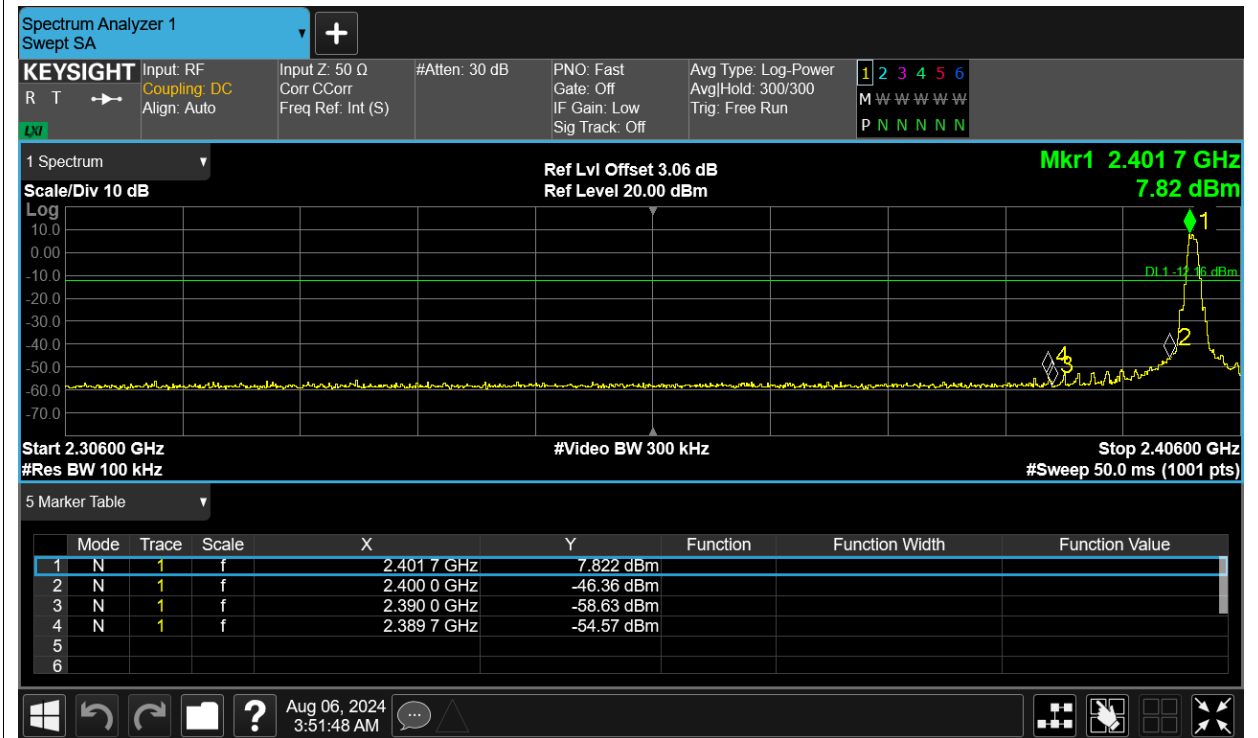 Spectrum Analyzer 1
Swept SA
+
KEYSIGHT
R T
LXI
Input: RF
Coupling: DC
Align: Auto
Input Z: 50 Ω
Corr CCorr
Freq Ref: Int (S)
#Atten: 30 dB
PNO: Fast
Gate: Off
IF Gain: Low
Sig Track: Off
Avg Type: Log-Power
Avg|Hold: 300/300
Trig: Free Run
1 2 3 4 5 6
M W W W W W
P N N N N N
1 Spectrum
Scale/Div 10 dB
Ref Lvl Offset 3.06 dB
Ref Level 20.00 dBm
Mkr1 2.401 7 GHz
7.82 dBm
Log
10.0
0.00
-10.0
-20.0
-30.0
-40.0
-50.0
-60.0
-70.0
1
DL1 -12.16 dBm
2
4
3
Start 2.30600 GHz
#Res BW 100 kHz
#Video BW 300 kHz
Stop 2.40600 GHz
#Sweep 50.0 ms (1001 pts)
5 Marker Table
Mode Trace Scale X Y Function Function Width Function Value
1 N 1 f 2.401 7 GHz 7.822 dBm
2 N 1 f 2.400 0 GHz -46.36 dBm
3 N 1 f 2.390 0 GHz -58.63 dBm
4 N 1 f 2.389 7 GHz -54.57 dBm
5
6
?
Aug 06, 2024
3:51:48 AM